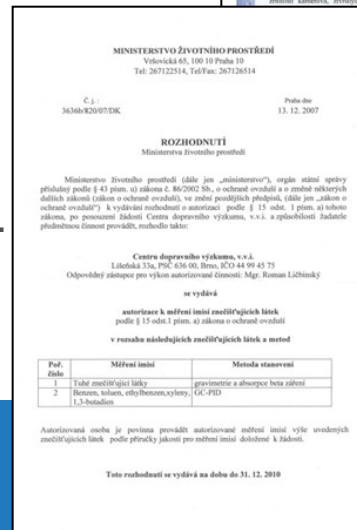 MINISTERSTVO ŽIVOTNÍHO PROSTŘEDÍ
Vršovická 65, 100 10 Praha 10
Tel: 267122514, Tel/Fax: 267126514
Č. j. :
3636b/820/07/DK
Praha dne
13. 12. 2007
ROZHODNUTÍ
Ministerstva životního prostředí
Ministerstvo životního prostředí (dále jen „ministerstvo"), orgán státní správy
příslušný podle § 43 písm. u) zákona č. 86/2002 Sb., o ochraně ovzduší a o změně některých
dalších zákonů (zákon o ochraně ovzduší), ve znění pozdějších předpisů, (dále jen „zákon o
ochraně ovzduší") k vydávání rozhodnutí o autorizaci podle § 15 odst. 1 písm. a) tohoto
zákona, po posouzení žádosti Centra dopravního výzkumu, v.v.i. a způsobilosti žadatele
předmětnou činnost provádět, rozhodlo takto:
Centru dopravního výzkumu, v.v.i.
Líšeňská 33a, PSČ 636 00, Brno, IČO 44 99 45 75
Odpovědný zástupce pro výkon autorizované činnosti: Mgr. Roman Ličbinský
se vydává
autorizace k měření imisí znečišťujících látek
podle § 15 odst.1 písm. a) zákona o ochraně ovzduší
v rozsahu následujících znečišťujících látek a metod
Poř. číslo Měření imisí Metoda stanovení
1 Tuhé znečišťující látky gravimetrie a absorpce beta záření
2 Benzen, toluen, ethylbenzen,xyleny, 1,3-butadien GC-PID
Autorizovaná osoba je povinna provádět autorizované měření imisí výše uvedených
znečišťujících látek podle příručky jakosti pro měření imisí doložené k žádosti.
Toto rozhodnutí se vydává na dobu do 31. 12. 2010